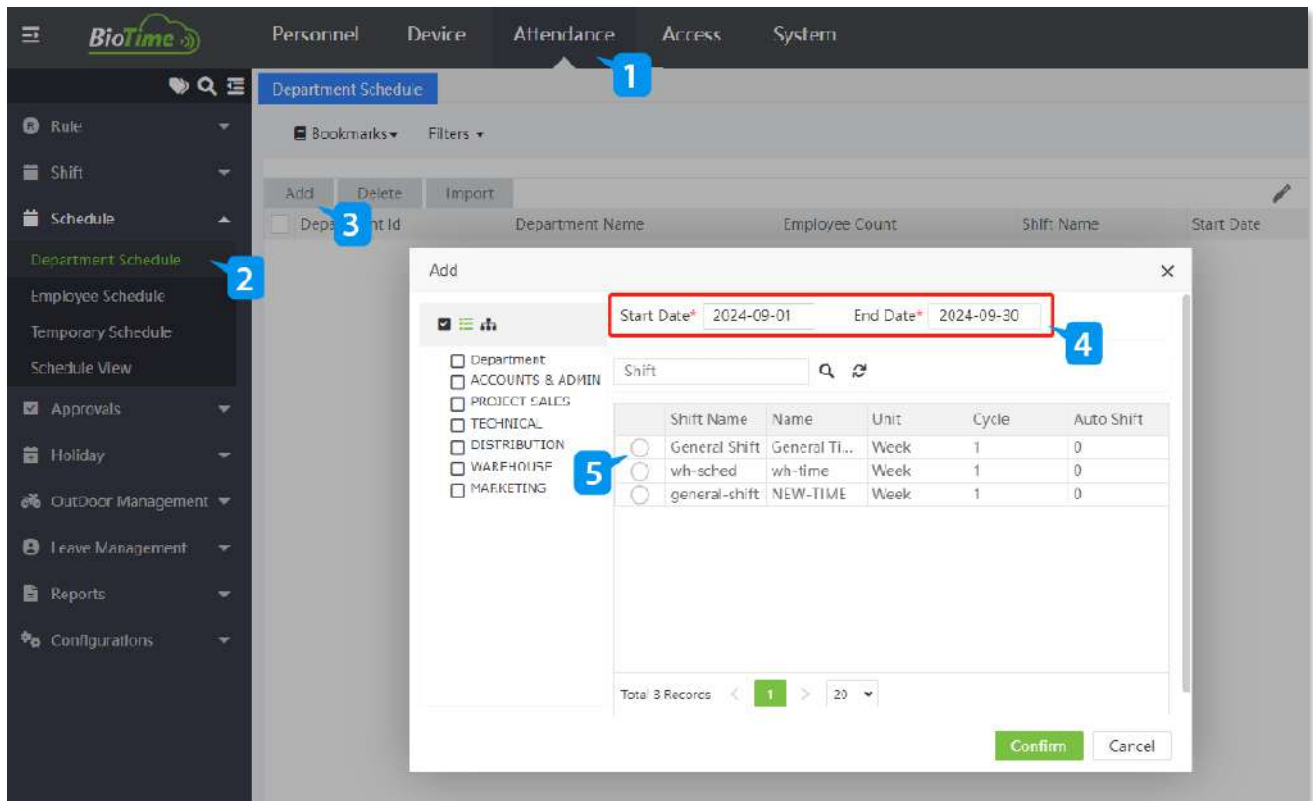 BioTime
Personnel Device Attendance Access System
1
Department Schedule
Rule
Bookmarks Filters
Shift
Add Delete Import
Schedule
3
Department Id Department Name Employee Count Shift Name Start Date
Department Schedule
2
Employee Schedule
Temporary Schedule
Schedule View
Approvals
Holiday
OutDoor Management
Leave Management
Reports
Configurations
Add
Start Date* 2024-09-01 End Date* 2024-09-30
4
Department
ACCOUNTS & ADMIN
PROJECT SALES
TECHNICAL
DISTRIBUTION
WAREHOUSE
MARKETING
Shift
Shift Name Name Unit Cycle Auto Shift
5
General Shift General Ti... Week 1 0
wh-sched wh-time Week 1 0
general-shift NEW-TIME Week 1 0
Total 3 Records < 1 > 20
Confirm Cancel